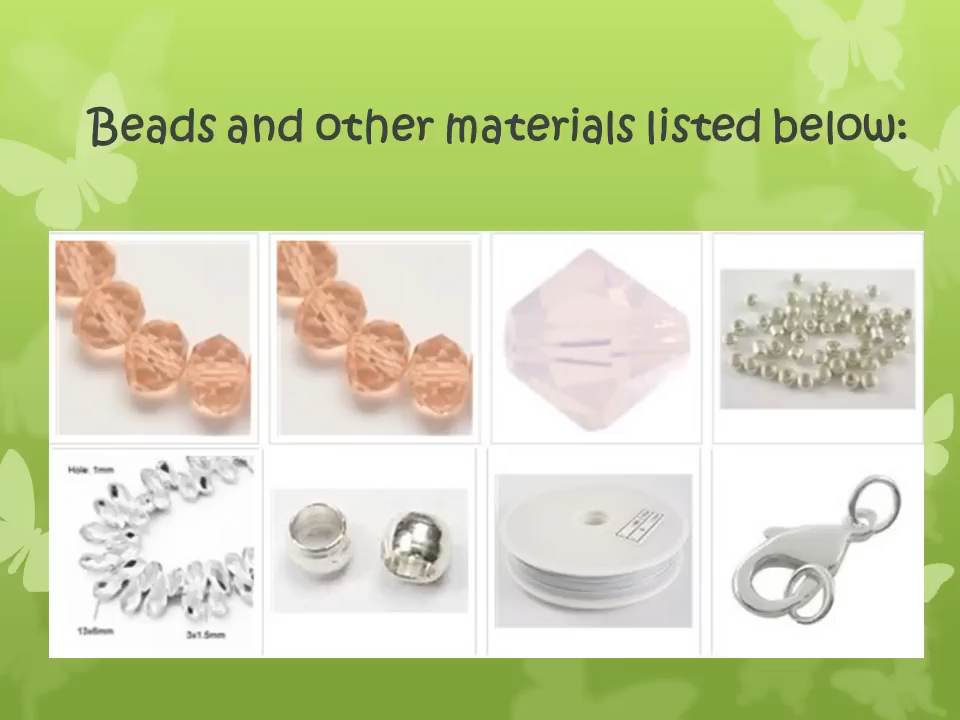 Beads and other materials listed below:
Hole: 1mm
13x6mm
3x1.5mm